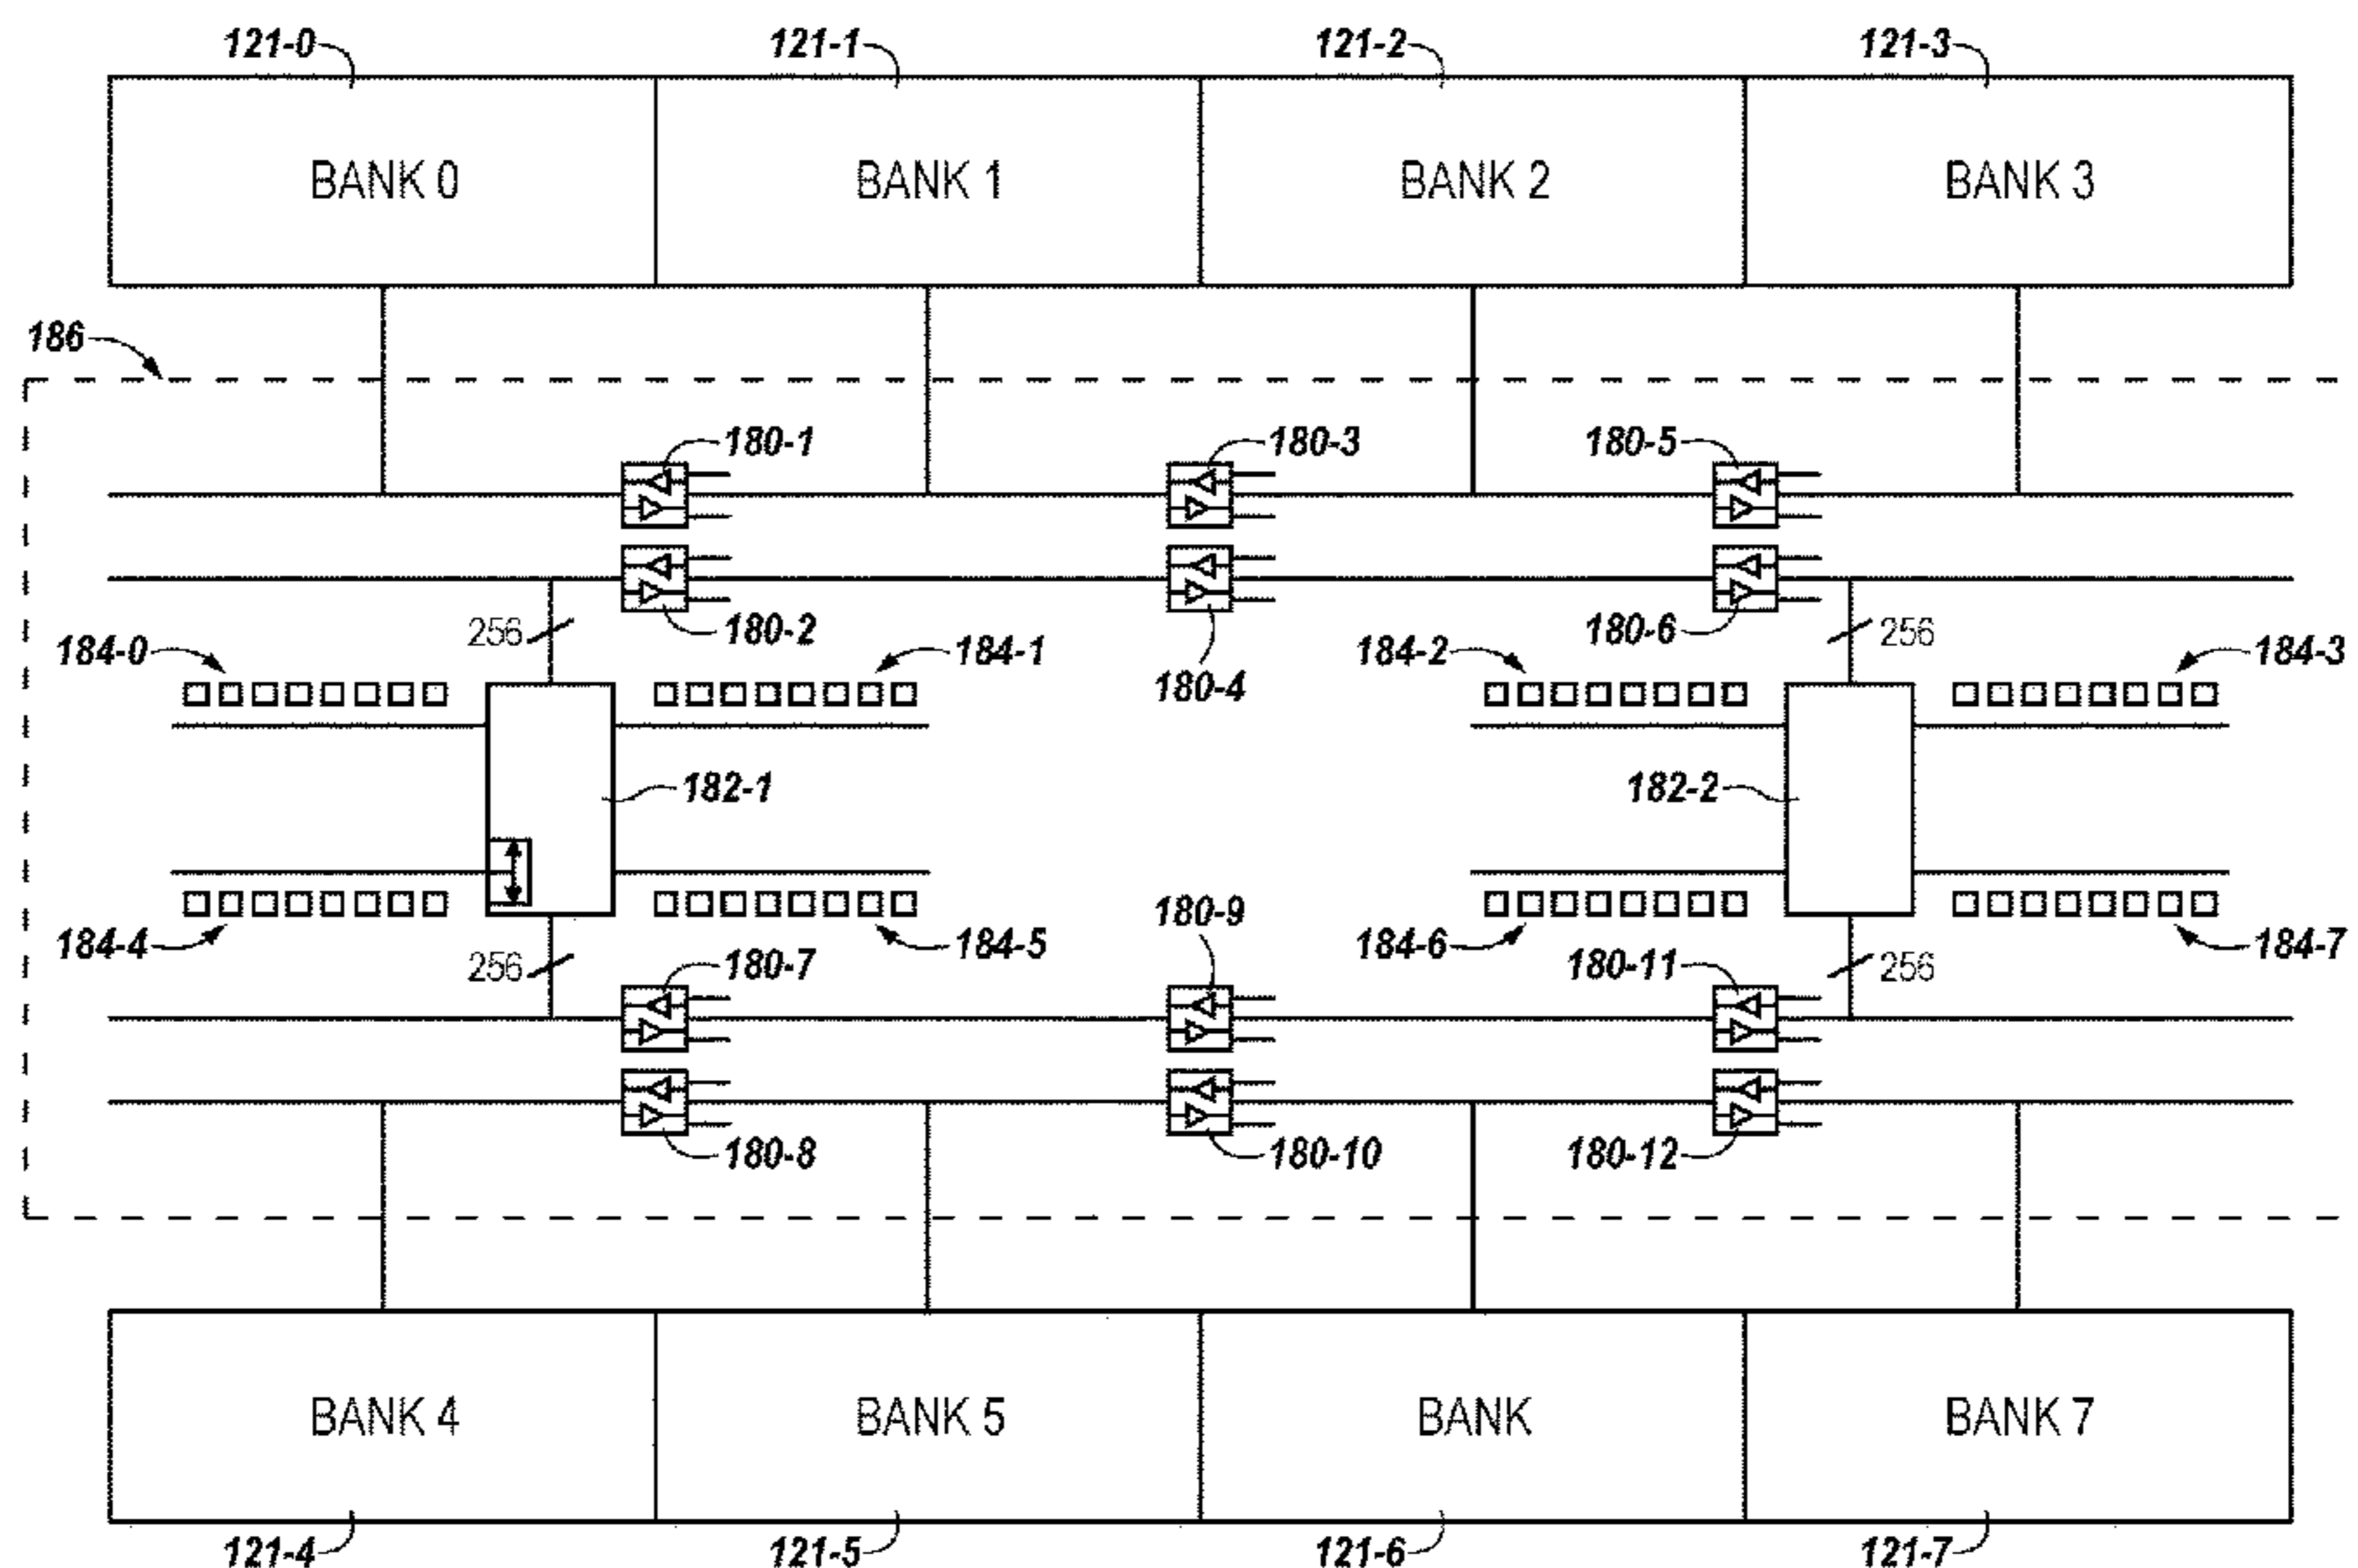 121-0 121-1 121-2 121-3
BANK 0 BANK 1 BANK 2 BANK 3
186
180-1 180-3 180-5
256 180-2 180-6 256
184-0 184-1 184-2 184-3
180-4
182-1 182-2
180-9
184-4 184-5 184-6 184-7
256 180-7 180-11 256
180-8 180-10 180-12
BANK 4 BANK 5 BANK BANK 7
121-4 121-5 121-6 121-7